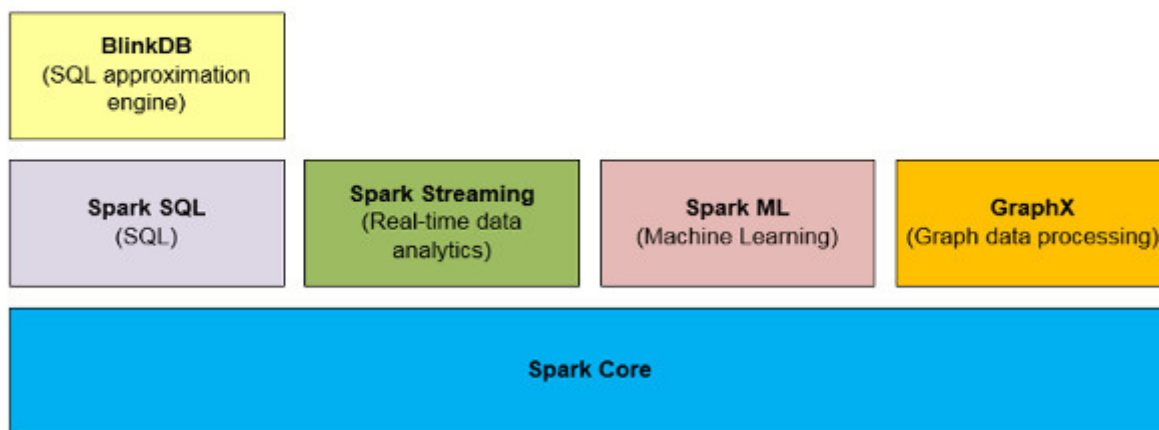 BlinkDB
(SQL approximation
engine)
Spark SQL
(SQL)
Spark Streaming
(Real-time data
analytics)
Spark ML
(Machine Learning)
GraphX
(Graph data processing)
Spark Core